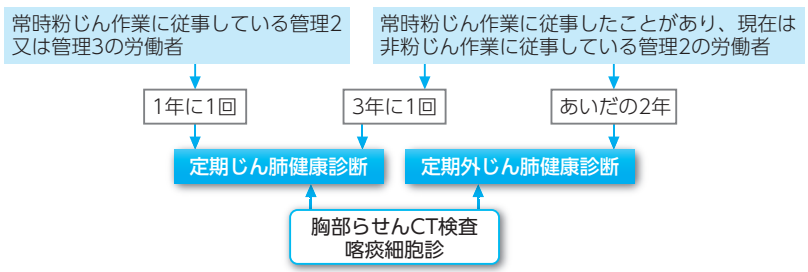 常時粉じん作業に従事している管理2
又は管理3の労働者
常時粉じん作業に従事したことがあり、現在は
非粉じん作業に従事している管理2の労働者
1年に1回
3年に1回
あいだの2年
定期じん肺健康診断
定期外じん肺健康診断
胸部らせんCT検査
喀痰細胞診